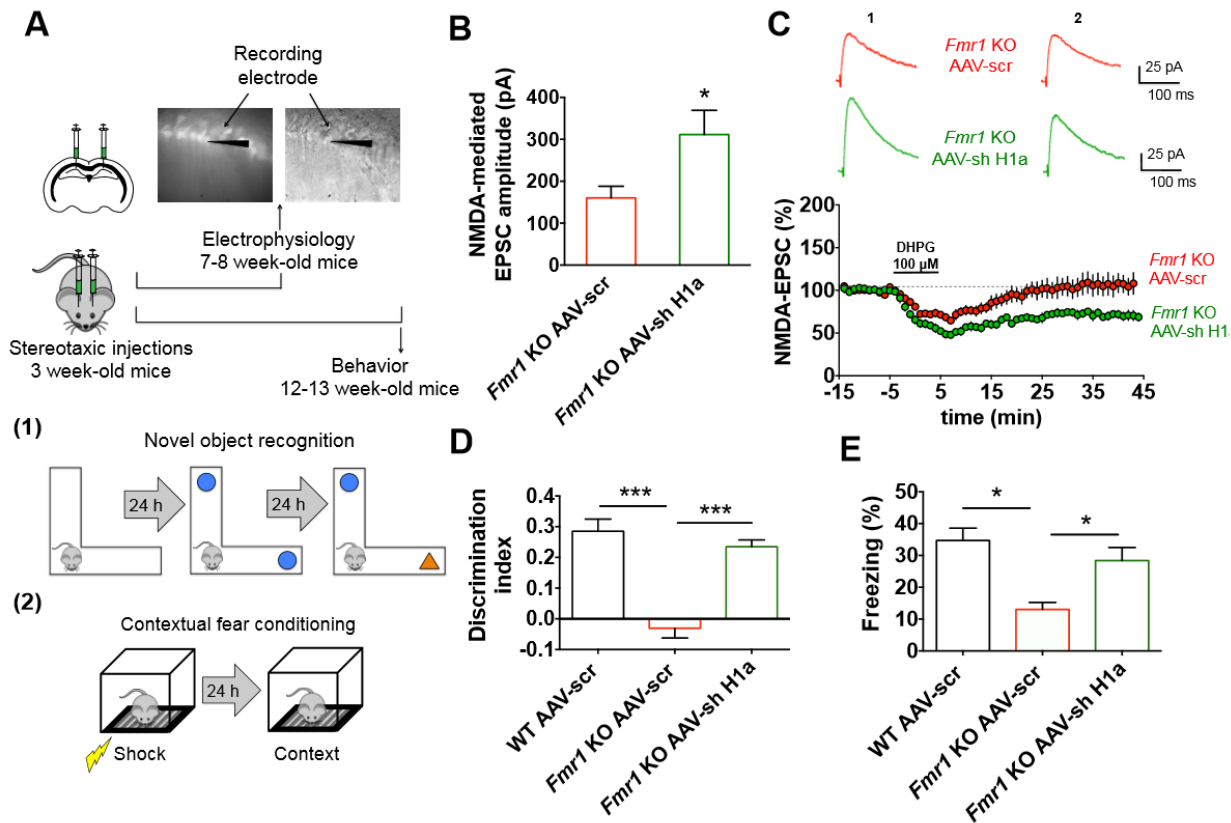 A
Recording
electrode
Electrophysiology
7-8 week-old mice
Stereotaxic injections
3 week-old mice
Behavior
12-13 week-old mice
(1)
Novel object recognition
24 h
24 h
(2)
Contextual fear conditioning
24 h
Shock
Context
B
NMDA-mediated
EPSC amplitude (pA)
400
300
200
100
0
*
Fmr1 KO AAV-scr
Fmr1 KO AAV-sh H1a
C
1
2
Fmr1 KO
AAV-scr
25 pA
100 ms
Fmr1 KO
AAV-sh H1a
25 pA
100 ms
NMDA-EPSC (%)
200
150
100
50
0
DHPG
100 µM
Fmr1 KO
AAV-scr
Fmr1 KO
AAV-sh H1
-15
-5
5
15
25
35
45
time (min)
D
Discrimination
index
0.4
0.3
0.2
0.1
0.0
-0.1
***
***
WT AAV-scr
Fmr1 KO AAV-scr
Fmr1 KO AAV-sh H1a
E
Freezing (%)
50
40
30
20
10
0
*
*
WT AAV-scr
Fmr1 KO AAV-scr
Fmr1 KO AAV-sh H1a